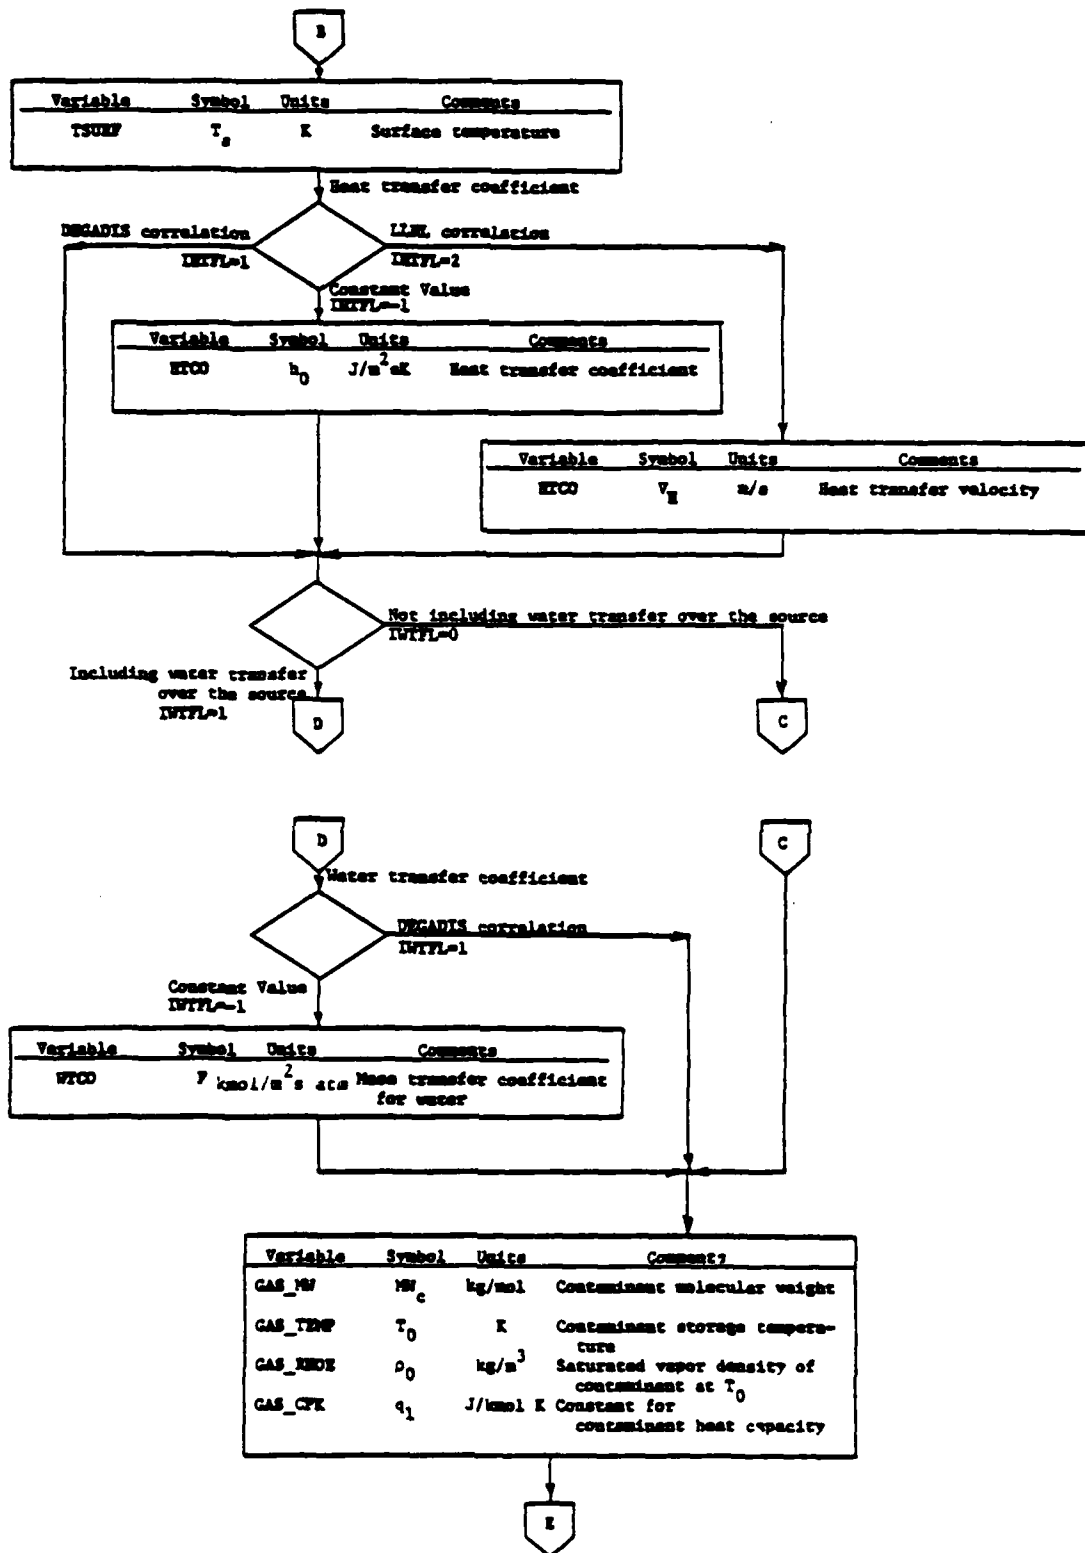 B
Variable Symbol Units Comments
TSURF T_s K Surface temperature
Heat transfer coefficient
DEGADIS correlation
IHTFL=1
LLNL correlation
IHTFL=2
Constant Value
IHTFL=-1
Variable Symbol Units Comments
HTCO h_0 J/m^2sK Heat transfer coefficient
Variable Symbol Units Comments
HTCO V_H m/s Heat transfer velocity
Not including water transfer over the source
IWTFL=0
Including water transfer
over the source
IWTFL=1
D
C
D
C
Water transfer coefficient
DEGADIS correlation
IWTFL=1
Constant Value
IWTFL=-1
Variable Symbol Units Comments
WTCO F kmol/m^2s atm Mass transfer coefficient
for water
Variable Symbol Units Comments
GAS_MW MW_c kg/mol Contaminant molecular weight
GAS_TEMP T_0 K Contaminant storage tempera-
ture
GAS_RHOE ρ_0 kg/m^3 Saturated vapor density of
contaminant at T_0
GAS_CPK q_1 J/kmol K Constant for
contaminant heat capacity
E